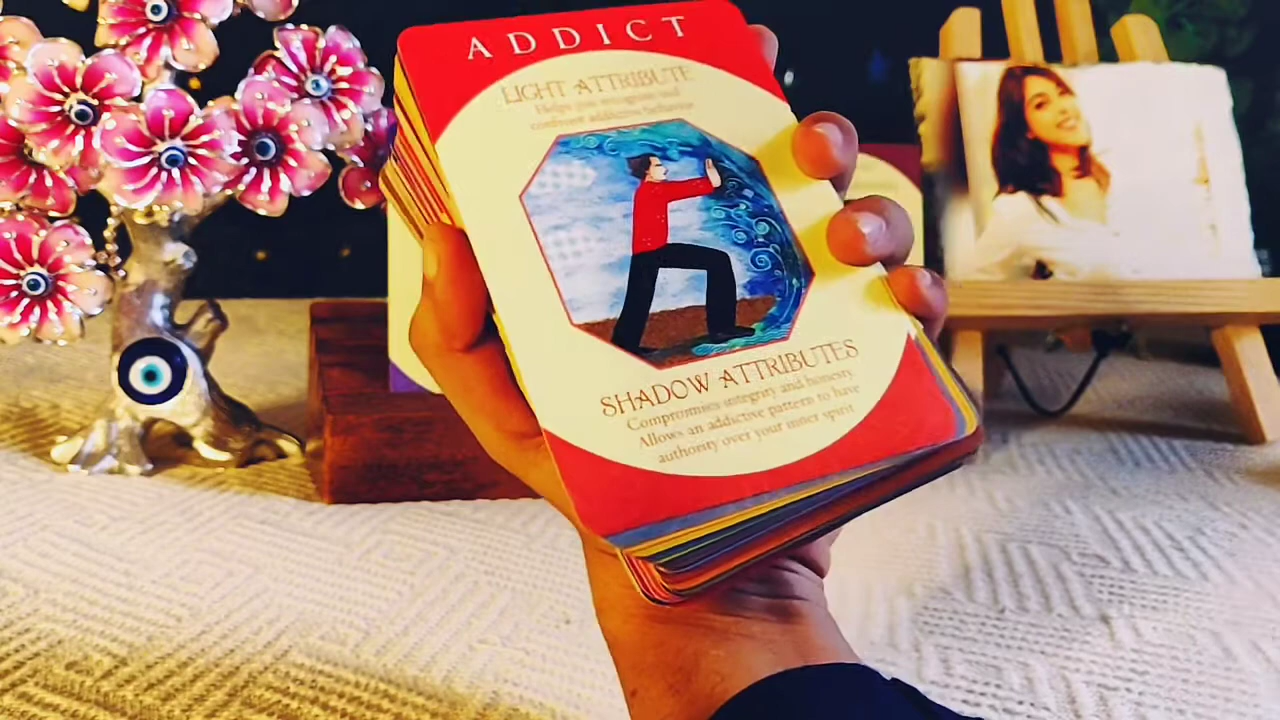 ADDICT
LIGHT ATTRIBUTE
Helps you recognize and
confront addictive behavior
SHADOW ATTRIBUTES
Compromises integrity and honesty.
Allows an addictive pattern to have
authority over your inner spirit